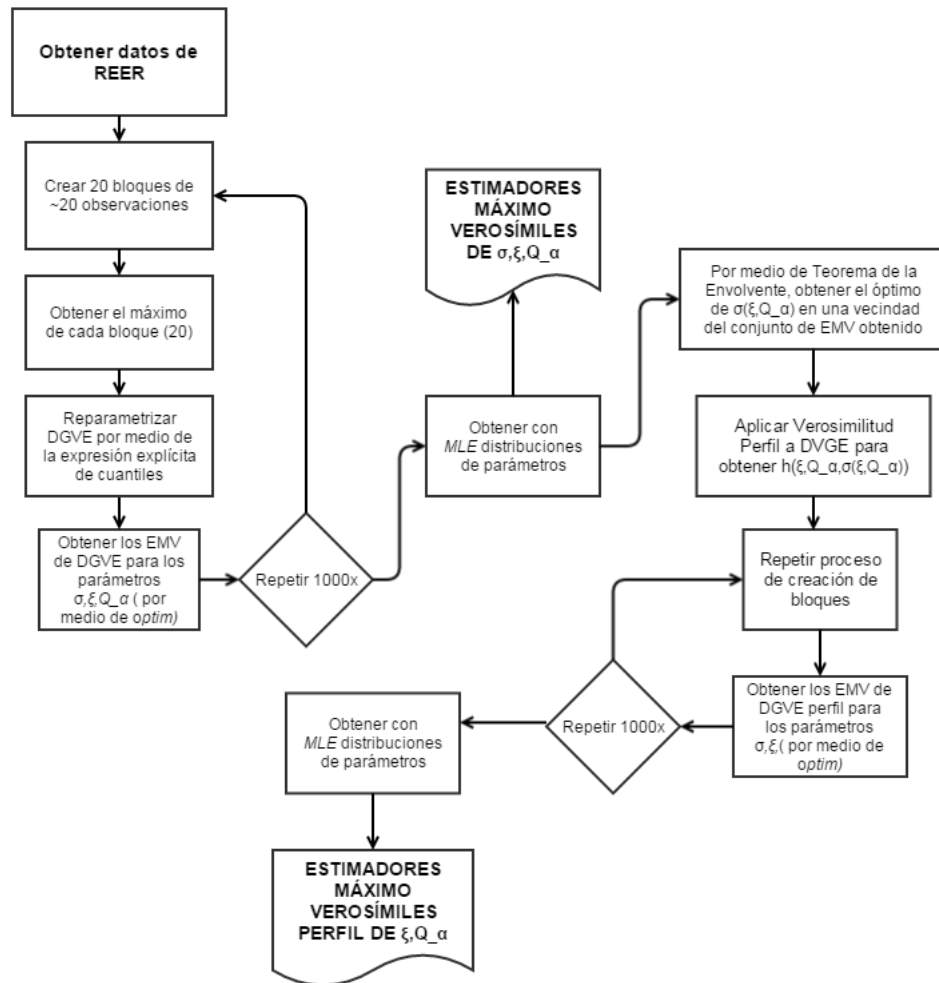 Obtener datos de
REER
Crear 20 bloques de
~20 observaciones
Obtener el máximo
de cada bloque (20)
Reparametrizar
DGVE por medio de
la expresión explícita
de cuantiles
Obtener los EMV
de DGVE para los
parámetros
σ,ξ,Q_α ( por
medio de optim)
Repetir 1000x
ESTIMADORES
MÁXIMO
VEROSÍMILES
DE σ,ξ,Q_α
Obtener con
MLE distribuciones
de parámetros
Por medio de Teorema de la
Envolvente, obtener el óptimo
de σ(ξ,Q_α) en una vecindad
del conjunto de EMV obtenido
Aplicar Verosimilitud
Perfil a DVGE para
obtener h(ξ,Q_α,σ(ξ,Q_α))
Repetir proceso
de creación de
bloques
Obtener los EMV de
DGVE perfil para
los parámetros
σ,ξ,( por medio de
optim)
Repetir 1000x
Obtener con
MLE distribuciones
de parámetros
ESTIMADORES
MÁXIMO
VEROSÍMILES
PERFIL DE ξ,Q_α